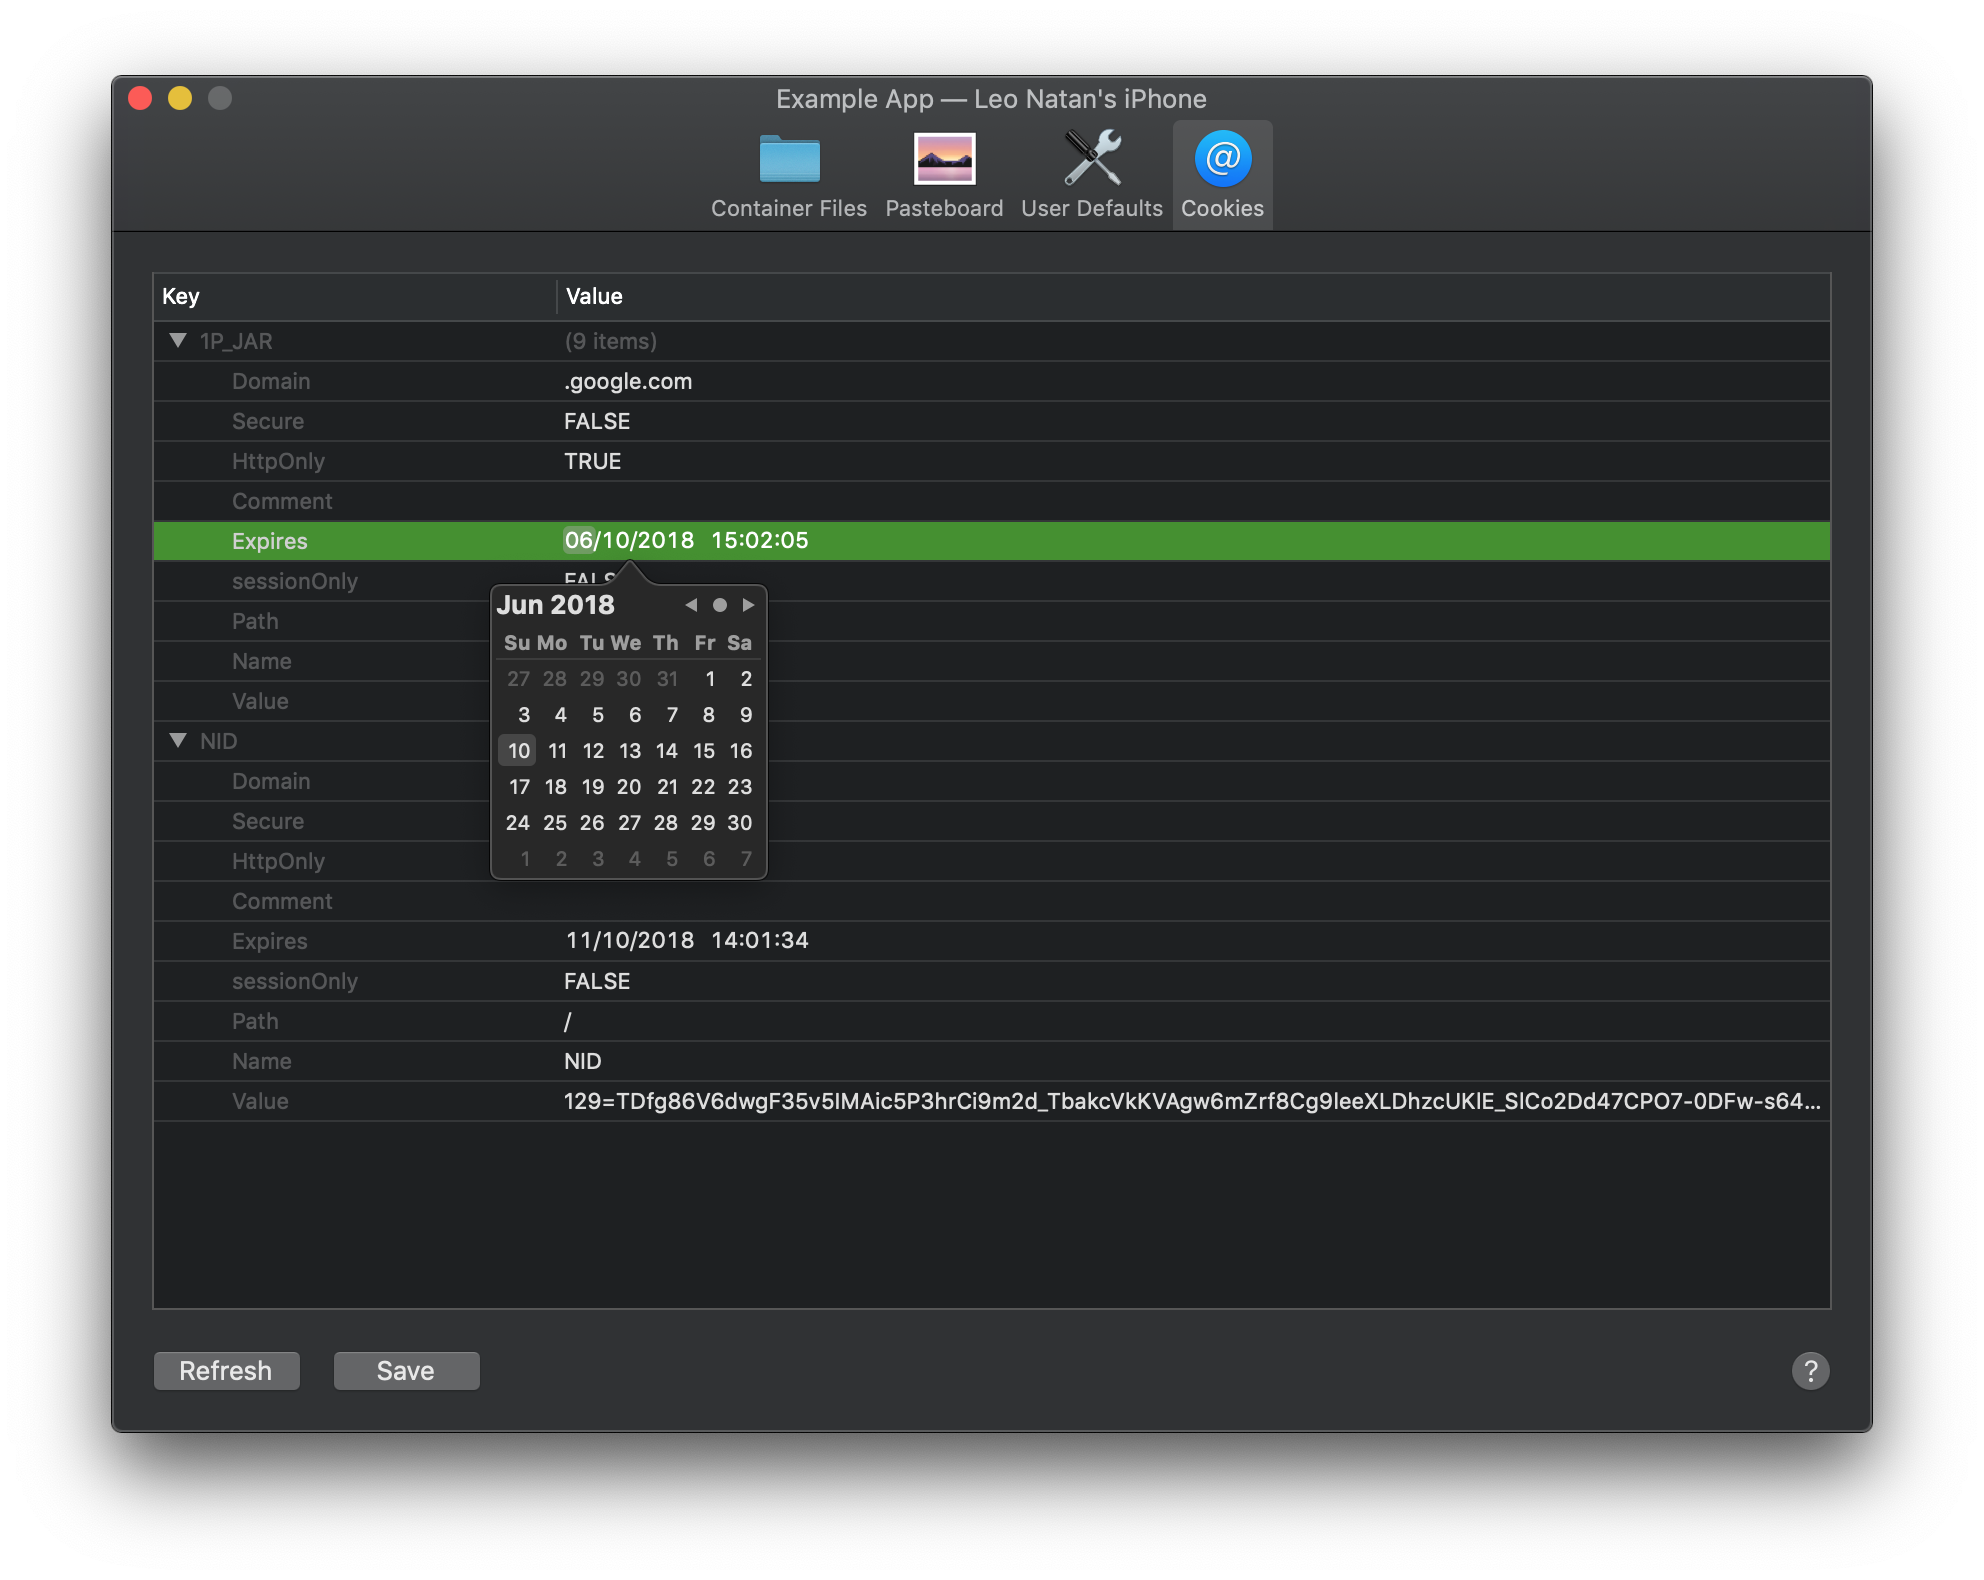 Example App — Leo Natan's iPhone
Container Files Pasteboard User Defaults @ Cookies
Key Value
1P_JAR (9 items)
Domain .google.com
Secure FALSE
HttpOnly TRUE
Comment
Expires 06/10/2018 15:02:05
sessionOnly
Jun 2018
Path
Su Mo Tu We Th Fr Sa
Name
27 28 29 30 31 1 2
Value
3 4 5 6 7 8 9
NID
10 11 12 13 14 15 16
Domain
17 18 19 20 21 22 23
Secure
24 25 26 27 28 29 30
HttpOnly
1 2 3 4 5 6 7
Comment
Expires 11/10/2018 14:01:34
sessionOnly FALSE
Path /
Name NID
Value 129=TDfg86V6dwgF35v5IMAic5P3hrCi9m2d_TbakcVkKVAgw6mZrf8Cg9leeXLDhzcUKlE_SlCo2Dd47CPO7-0DFw-s64...
Refresh Save ?